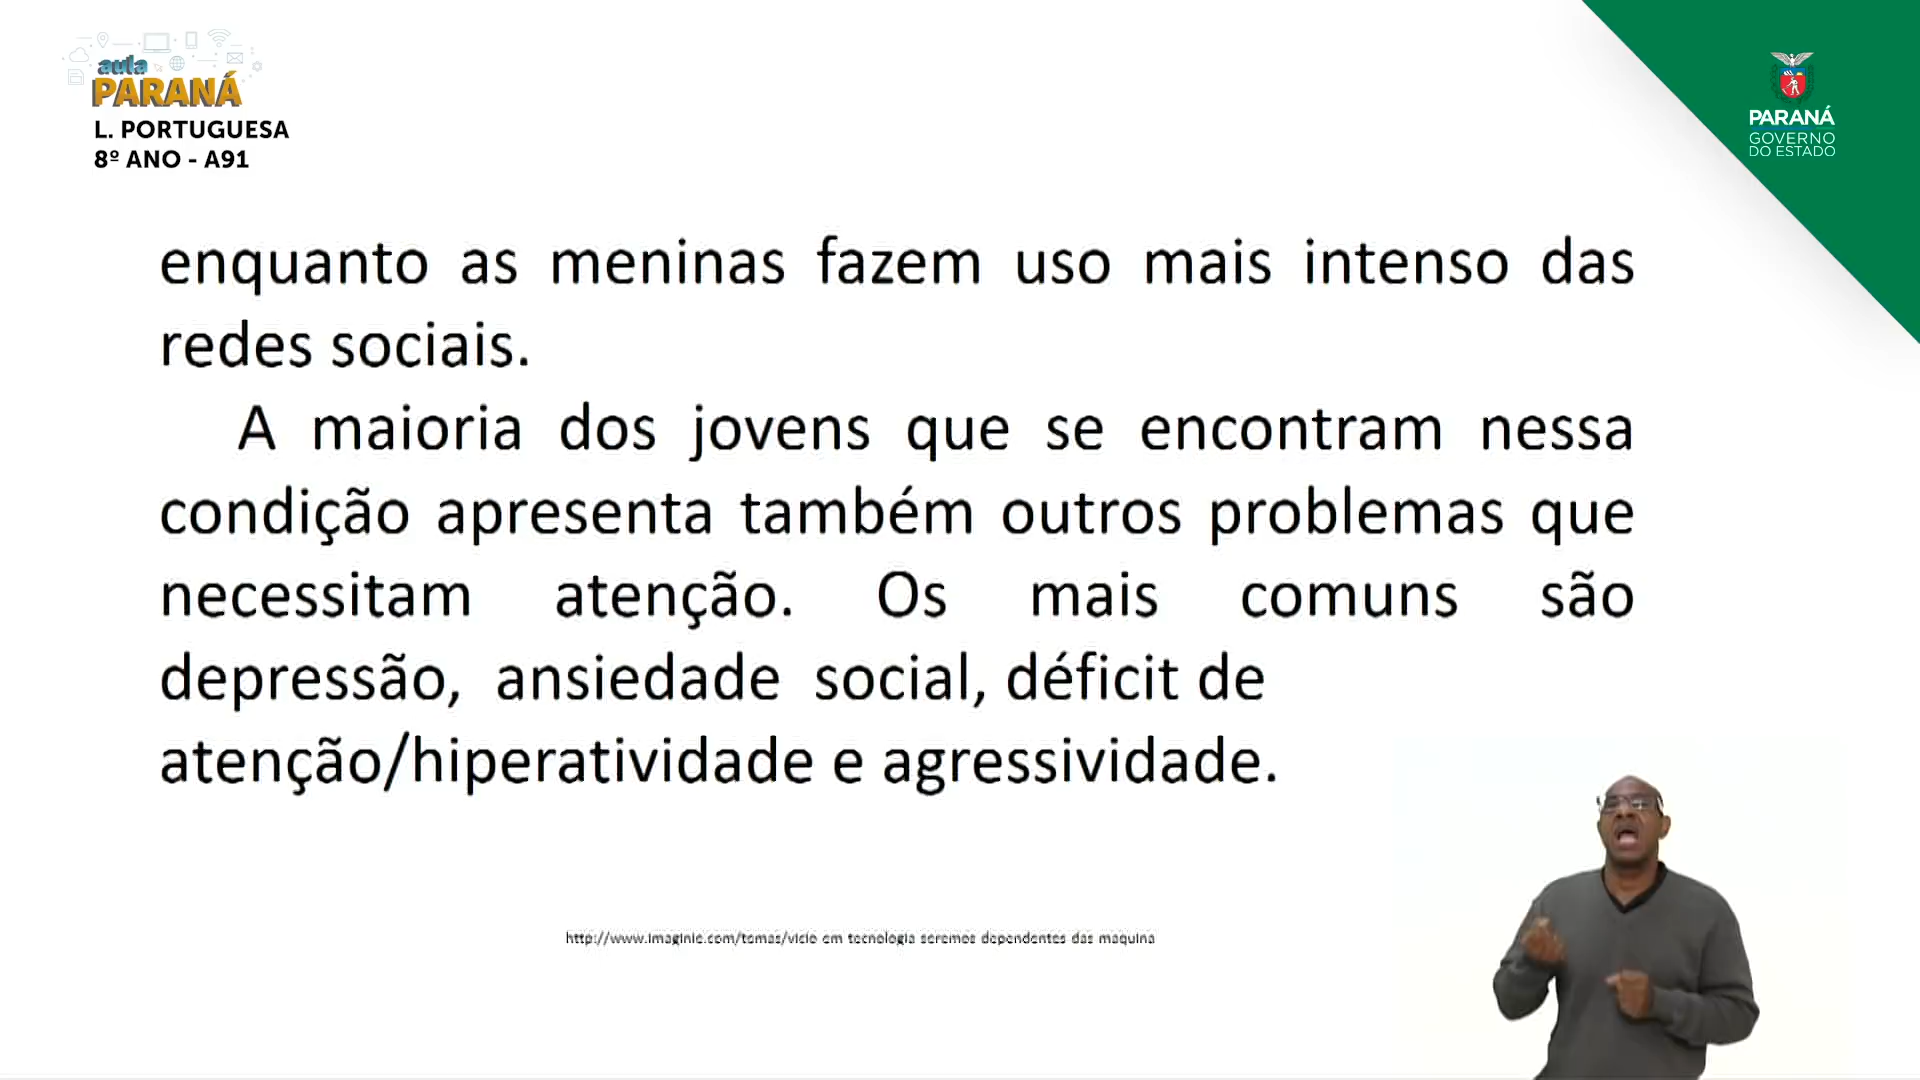 aula
PARANÁ
L. PORTUGUESA
8º ANO - A91
PARANÁ
GOVERNO
DO ESTADO
enquanto as meninas fazem uso mais intenso das
redes sociais.
A maioria dos jovens que se encontram nessa
condição apresenta também outros problemas que
necessitam atenção. Os mais comuns são
depressão, ansiedade social, déficit de
atenção/hiperatividade e agressividade.
http://www.imaginie.com/temas/vicio em tecnologia seremos dependentes das maquina